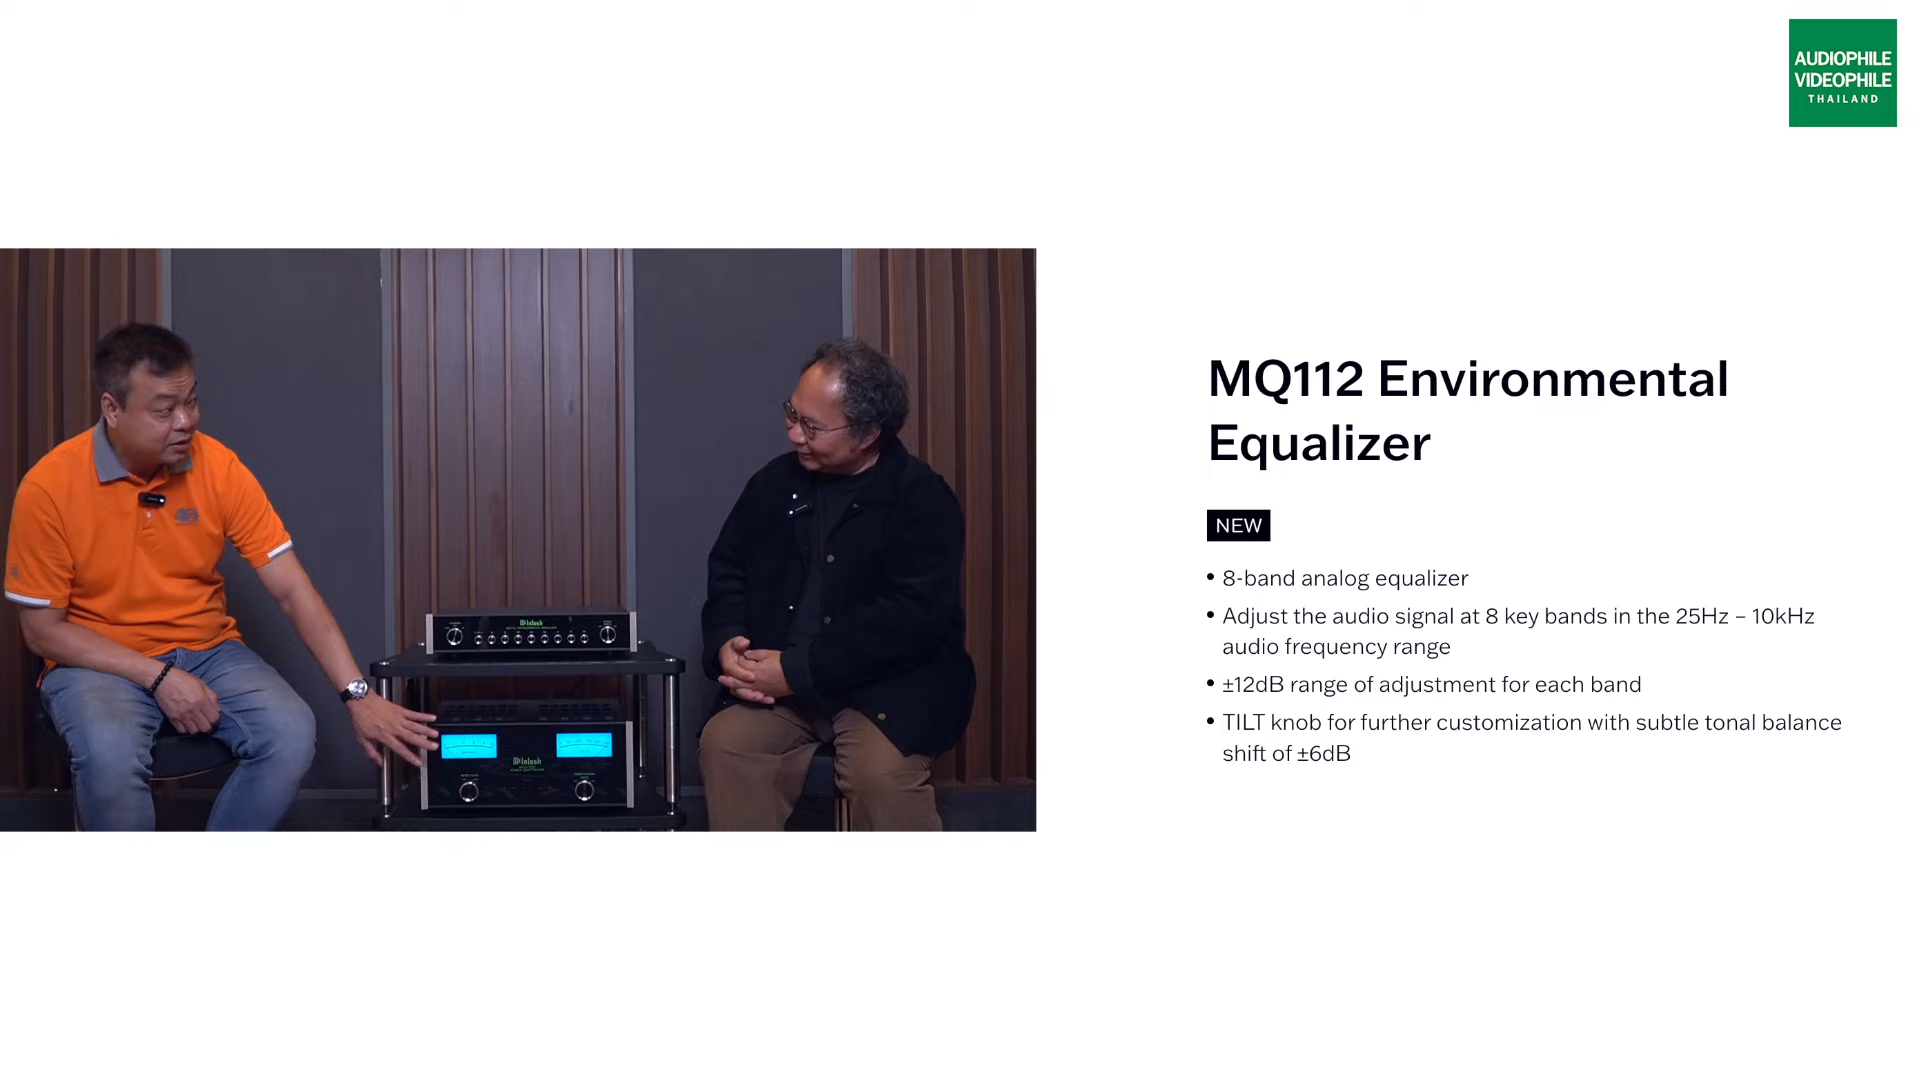 AUDIOPHILE
VIDEOPHILE
THAILAND
MQ112 Environmental
Equalizer
NEW
• 8-band analog equalizer
• Adjust the audio signal at 8 key bands in the 25Hz – 10kHz
audio frequency range
• ±12dB range of adjustment for each band
• TILT knob for further customization with subtle tonal balance
shift of ±6dB
McIntosh
McIntosh